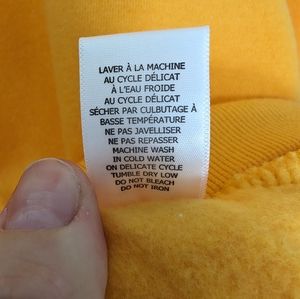 LAVER À LA MACHINE
AU CYCLE DÉLICAT
À L'EAU FROIDE
AU CYCLE DÉLICAT
SÉCHER PAR CULBUTAGE À
BASSE TEMPÉRATURE
NE PAS JAVELLISER
NE PAS REPASSER
MACHINE WASH
IN COLD WATER
ON DELICATE CYCLE
TUMBLE DRY LOW
DO NOT BLEACH
DO NOT IRON